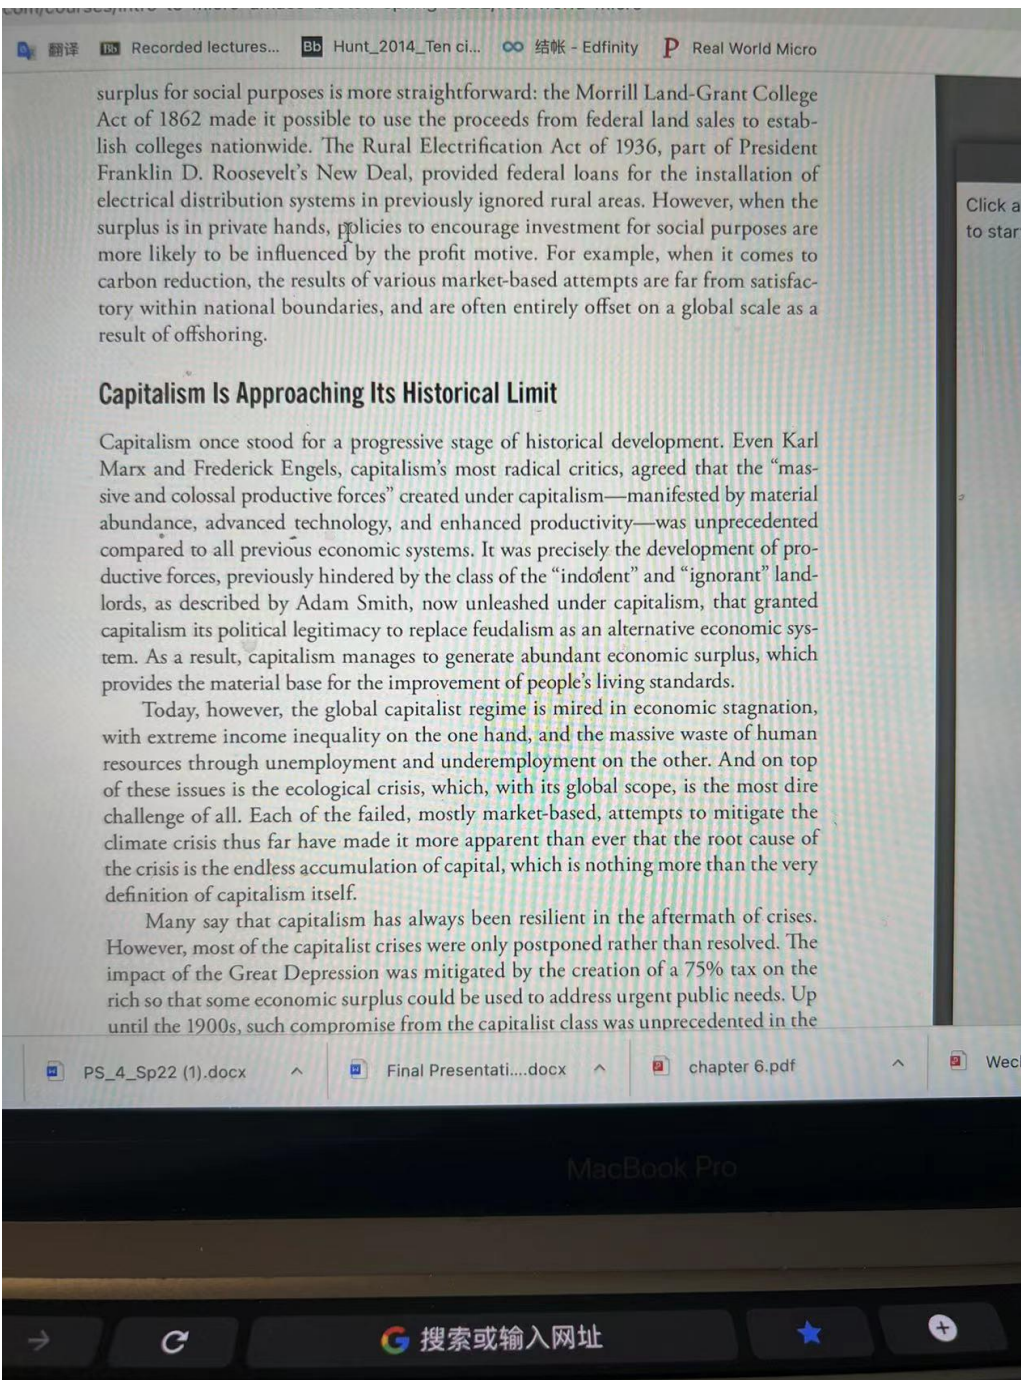 翻译 Recorded lectures... Bb Hunt_2014_Ten ci... 结帐 - Edfinity P Real World Micro
surplus for social purposes is more straightforward: the Morrill Land-Grant College
Act of 1862 made it possible to use the proceeds from federal land sales to estab-
lish colleges nationwide. The Rural Electrification Act of 1936, part of President
Franklin D. Roosevelt's New Deal, provided federal loans for the installation of
electrical distribution systems in previously ignored rural areas. However, when the
surplus is in private hands, policies to encourage investment for social purposes are
more likely to be influenced by the profit motive. For example, when it comes to
carbon reduction, the results of various market-based attempts are far from satisfac-
tory within national boundaries, and are often entirely offset on a global scale as a
result of offshoring.
Click a
to star
Capitalism Is Approaching Its Historical Limit
Capitalism once stood for a progressive stage of historical development. Even Karl
Marx and Frederick Engels, capitalism's most radical critics, agreed that the “mas-
sive and colossal productive forces” created under capitalism—manifested by material
abundance, advanced technology, and enhanced productivity—was unprecedented
compared to all previous economic systems. It was precisely the development of pro-
ductive forces, previously hindered by the class of the “indolent” and “ignorant” land-
lords, as described by Adam Smith, now unleashed under capitalism, that granted
capitalism its political legitimacy to replace feudalism as an alternative economic sys-
tem. As a result, capitalism manages to generate abundant economic surplus, which
provides the material base for the improvement of people's living standards.
Today, however, the global capitalist regime is mired in economic stagnation,
with extreme income inequality on the one hand, and the massive waste of human
resources through unemployment and underemployment on the other. And on top
of these issues is the ecological crisis, which, with its global scope, is the most dire
challenge of all. Each of the failed, mostly market-based, attempts to mitigate the
climate crisis thus far have made it more apparent than ever that the root cause of
the crisis is the endless accumulation of capital, which is nothing more than the very
definition of capitalism itself.
Many say that capitalism has always been resilient in the aftermath of crises.
However, most of the capitalist crises were only postponed rather than resolved. The
impact of the Great Depression was mitigated by the creation of a 75% tax on the
rich so that some economic surplus could be used to address urgent public needs. Up
until the 1900s, such compromise from the capitalist class was unprecedented in the
PS_4_Sp22 (1).docx Final Presentati....docx chapter 6.pdf Wec
MacBook Pro
G 搜索或输入网址